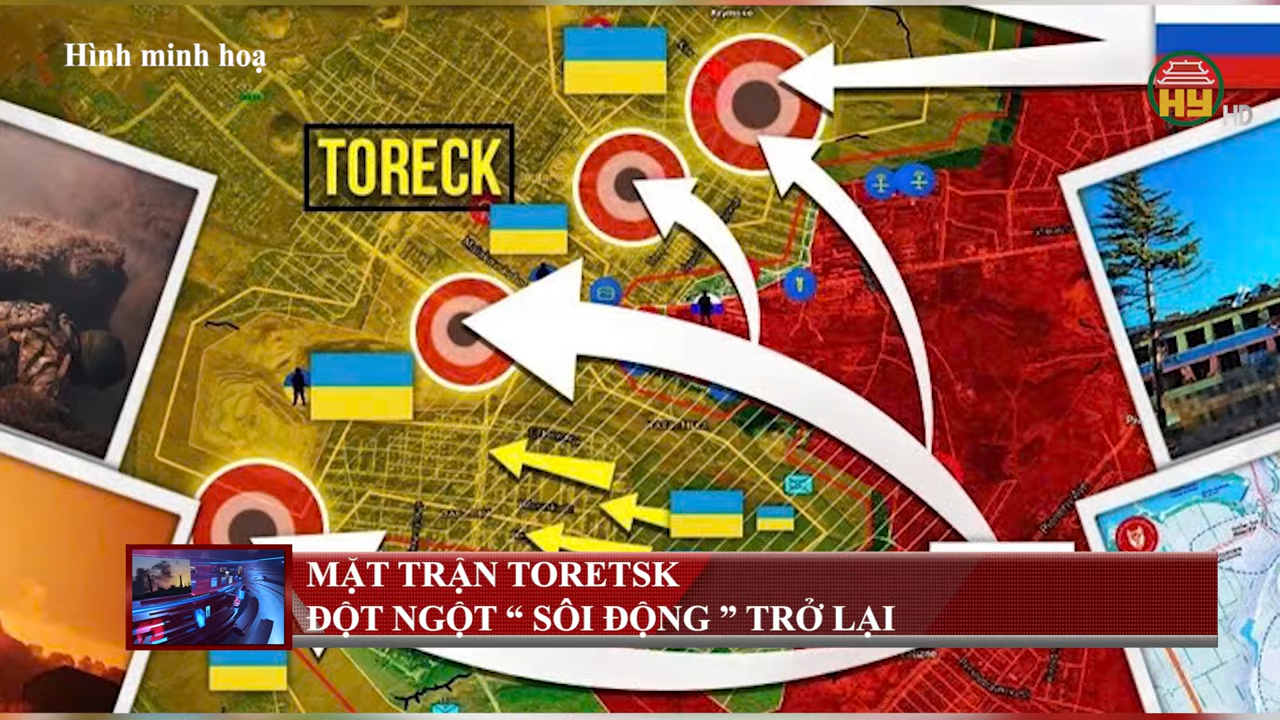 Hình minh hoạ
HY
HD
TORECK
MẶT TRẬN TORETSK
ĐỘT NGỘT “ SÔI ĐỘNG ” TRỞ LẠI